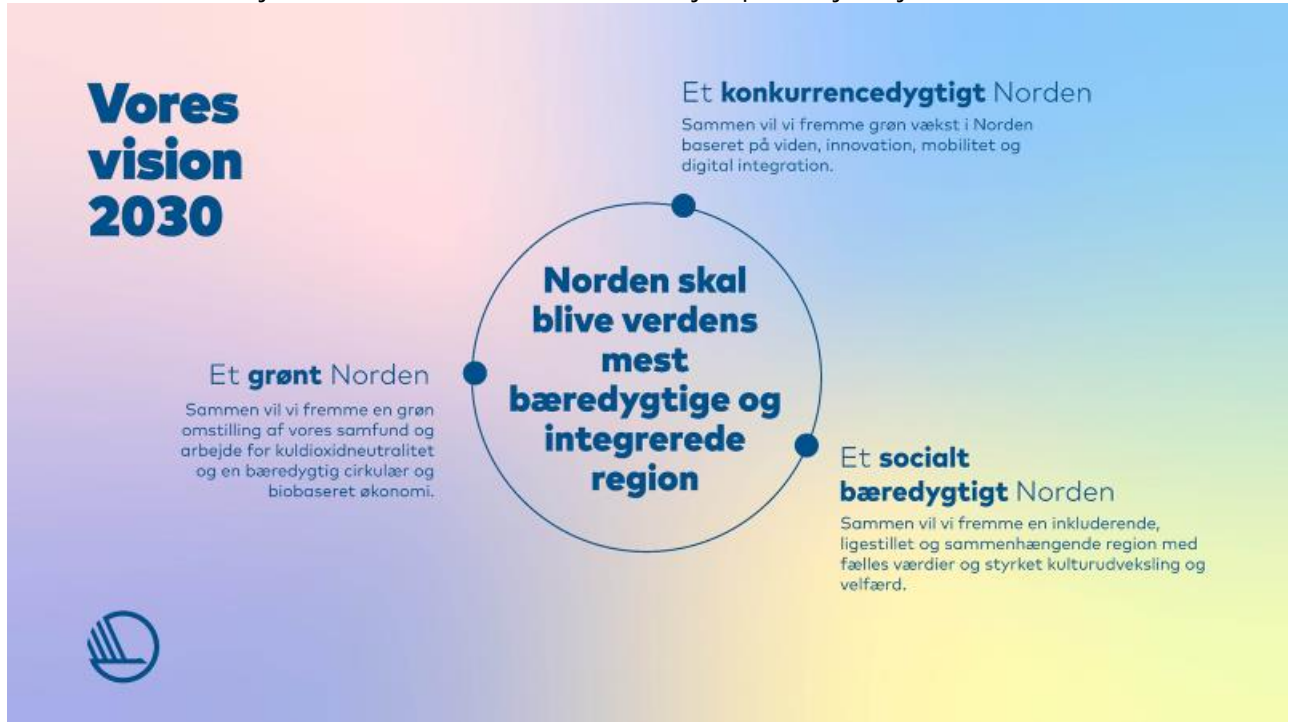 Vores
vision
2030
Et konkurrencedygtigt Norden
Sammen vil vi fremme grøn vækst i Norden
baseret på viden, innovation, mobilitet og
digital integration.
Norden skal
blive verdens
mest
bæredygtige og
integrerede
region
Et grønt Norden
Sammen vil vi fremme en grøn
omstilling af vores samfund og
arbejde for kuldioxidneutralitet
og en bæredygtig cirkulær og
biobaseret økonomi.
Et socialt
bæredygtigt Norden
Sammen vil vi fremme en inkluderende,
ligestillet og sammenhængende region med
fælles værdier og styrket kulturudveksling og
velfærd.